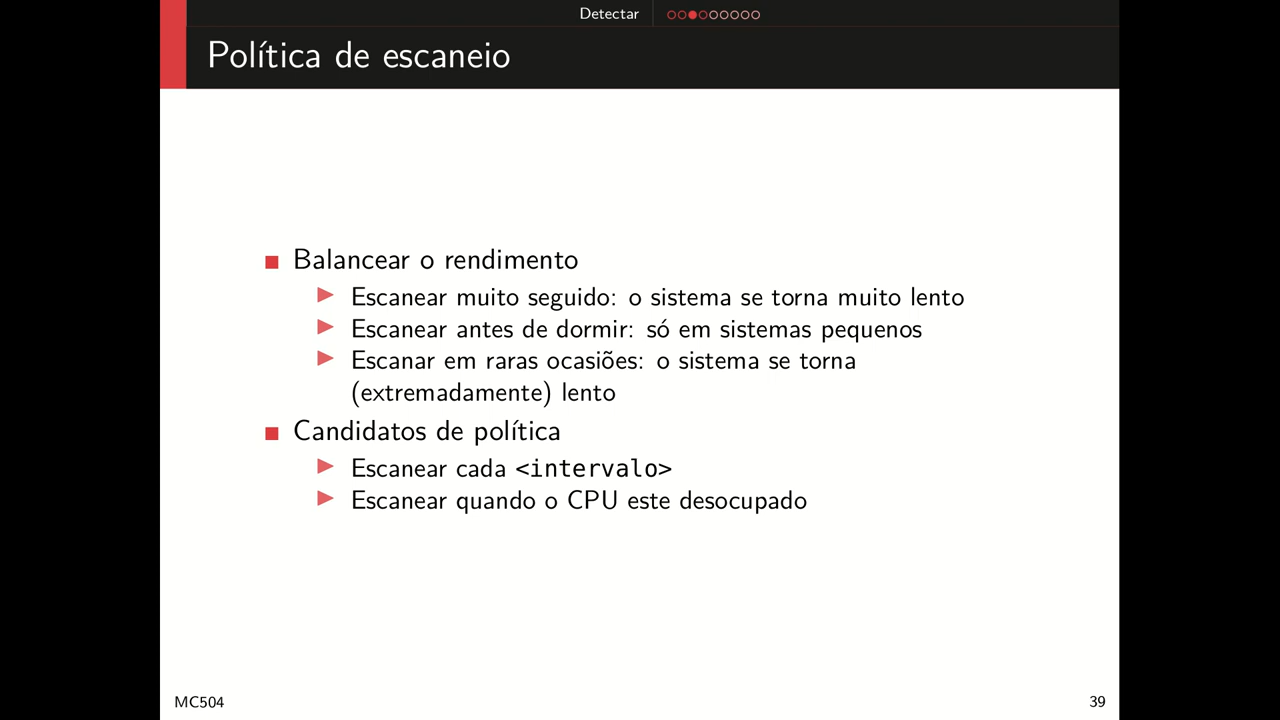 Detectar
Política de escaneio
Balancear o rendimento
Escanear muito seguido: o sistema se torna muito lento
Escanear antes de dormir: só em sistemas pequenos
Escanar em raras ocasiões: o sistema se torna
(extremadamente) lento
Candidatos de política
Escanear cada <intervalo>
Escanear quando o CPU este desocupado
MC504
39